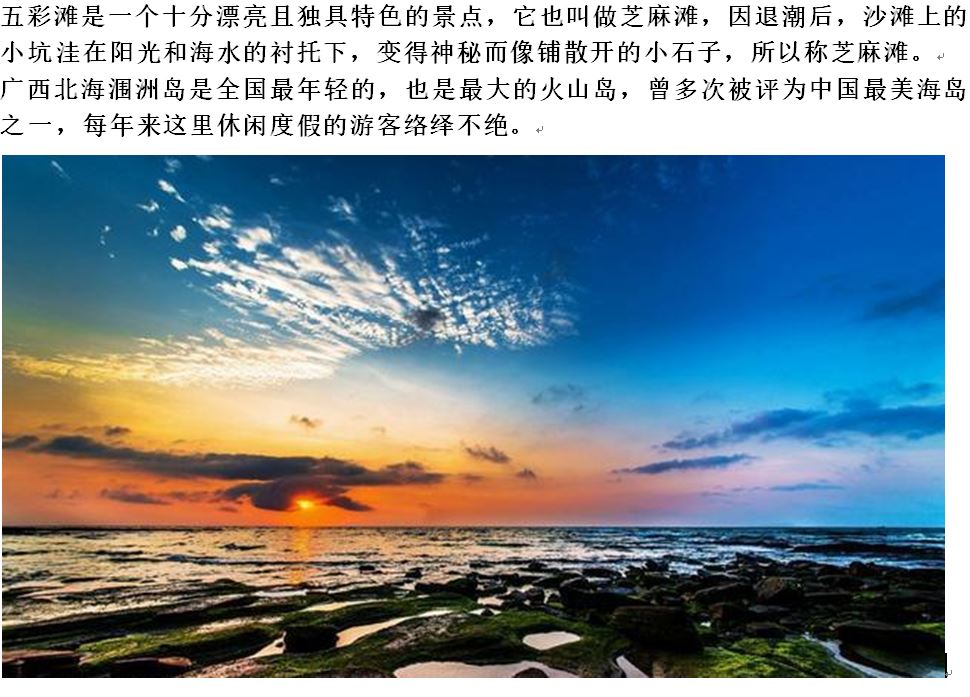 五彩滩是一个十分漂亮且独具特色的景点，它也叫做芝麻滩，因退潮后，沙滩上的
小坑洼在阳光和海水的衬托下，变得神秘而像铺散开的小石子，所以称芝麻滩。
广西北海涠洲岛是全国最年轻的，也是最大的火山岛，曾多次被评为中国最美海岛
之一，每年来这里休闲度假的游客络绎不绝。